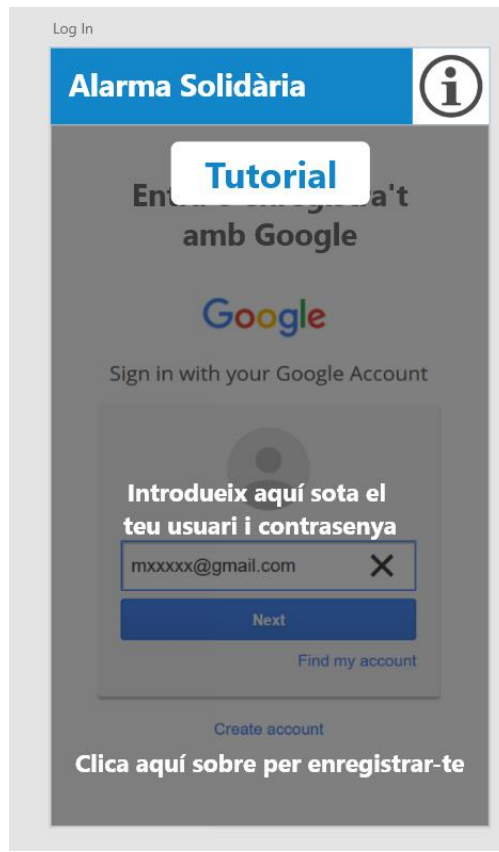 Log In
Alarma Solidària
i
Tutorial
amb Google
Google
Sign in with your Google Account
Introdueix aquí sota el
teu usuari i contrasenya
mxxxxx@gmail.com
Next
Find my account
Create account
Clica aquí sobre per enregistrar-te